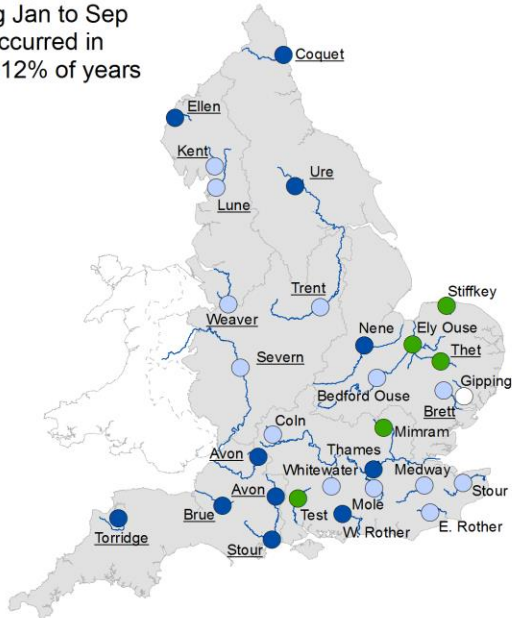 g Jan to Sep
ccurred in
12% of years
Coquet
Ellen
Kent
Ure
Lune
Stiffkey
Trent
Nene
Ely Ouse
Weaver
Thet
Severn
Gipping
Bedford Ouse
Brett
Coln
Mimram
Avon
Thames
Whitewater
Medway
Avon
Stour
Brue
Test
Mole
W. Rother
E. Rother
Torridge
Stour